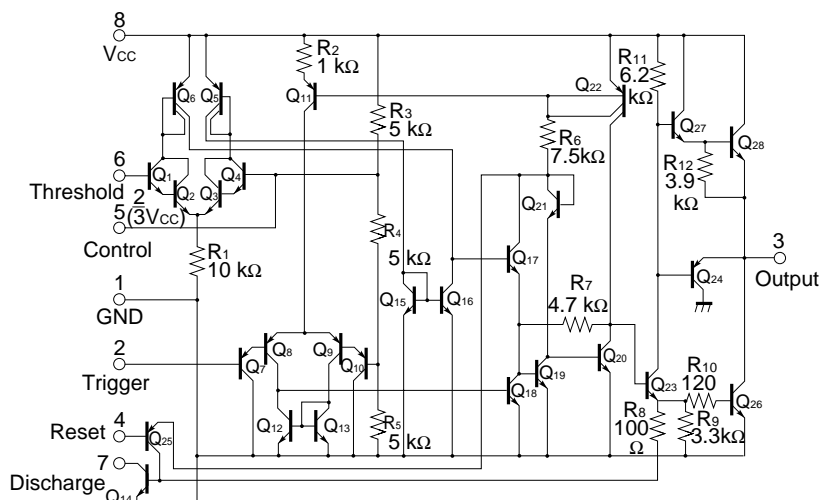 8
VCC
R2
1 kΩ
Q11
Q6
Q5
R3
5 kΩ
Q22
R11
6.2
kΩ
Q27
Q28
R12
3.9
kΩ
R6
7.5kΩ
6
Threshold
Q1
Q2
Q3
Q4
5
(2/3VCC)
Control
R1
10 kΩ
R4
5 kΩ
Q21
Q17
Q15
Q16
R7
4.7 kΩ
Q24
3
Output
1
GND
2
Trigger
Q7
Q8
Q9
Q10
Q18
Q19
Q20
Q23
R10
120
Q26
Q12
Q13
R5
5 kΩ
R8
100
Ω
R9
3.3kΩ
4
Reset
Q25
7
Discharge
Q14